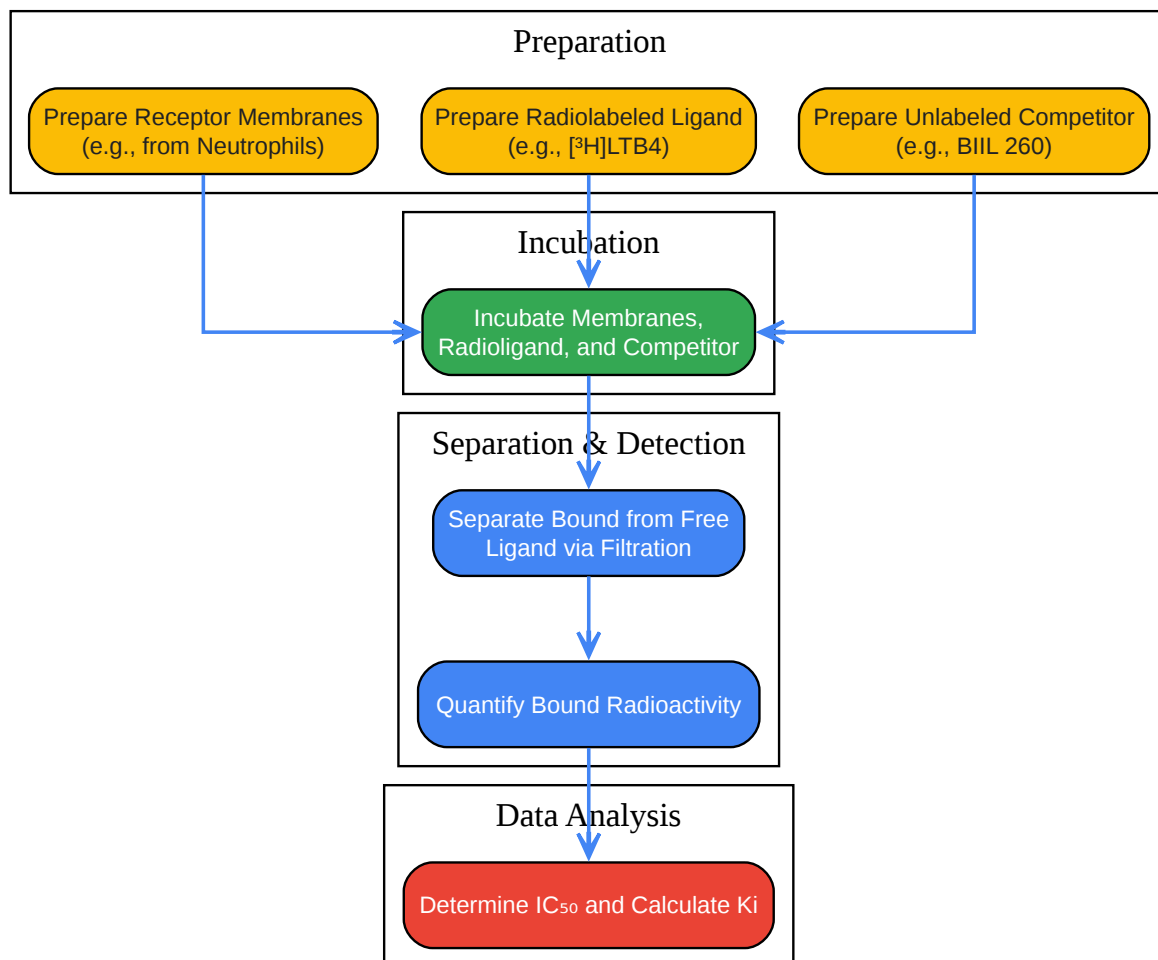 Preparation
Prepare Receptor Membranes
(e.g., from Neutrophils)
Prepare Radiolabeled Ligand
(e.g., [³H]LTB4)
Prepare Unlabeled Competitor
(e.g., BIIL 260)
Incubation
Incubate Membranes,
Radioligand, and Competitor
Separation & Detection
Separate Bound from Free
Ligand via Filtration
Quantify Bound Radioactivity
Data Analysis
Determine IC₅₀ and Calculate Ki